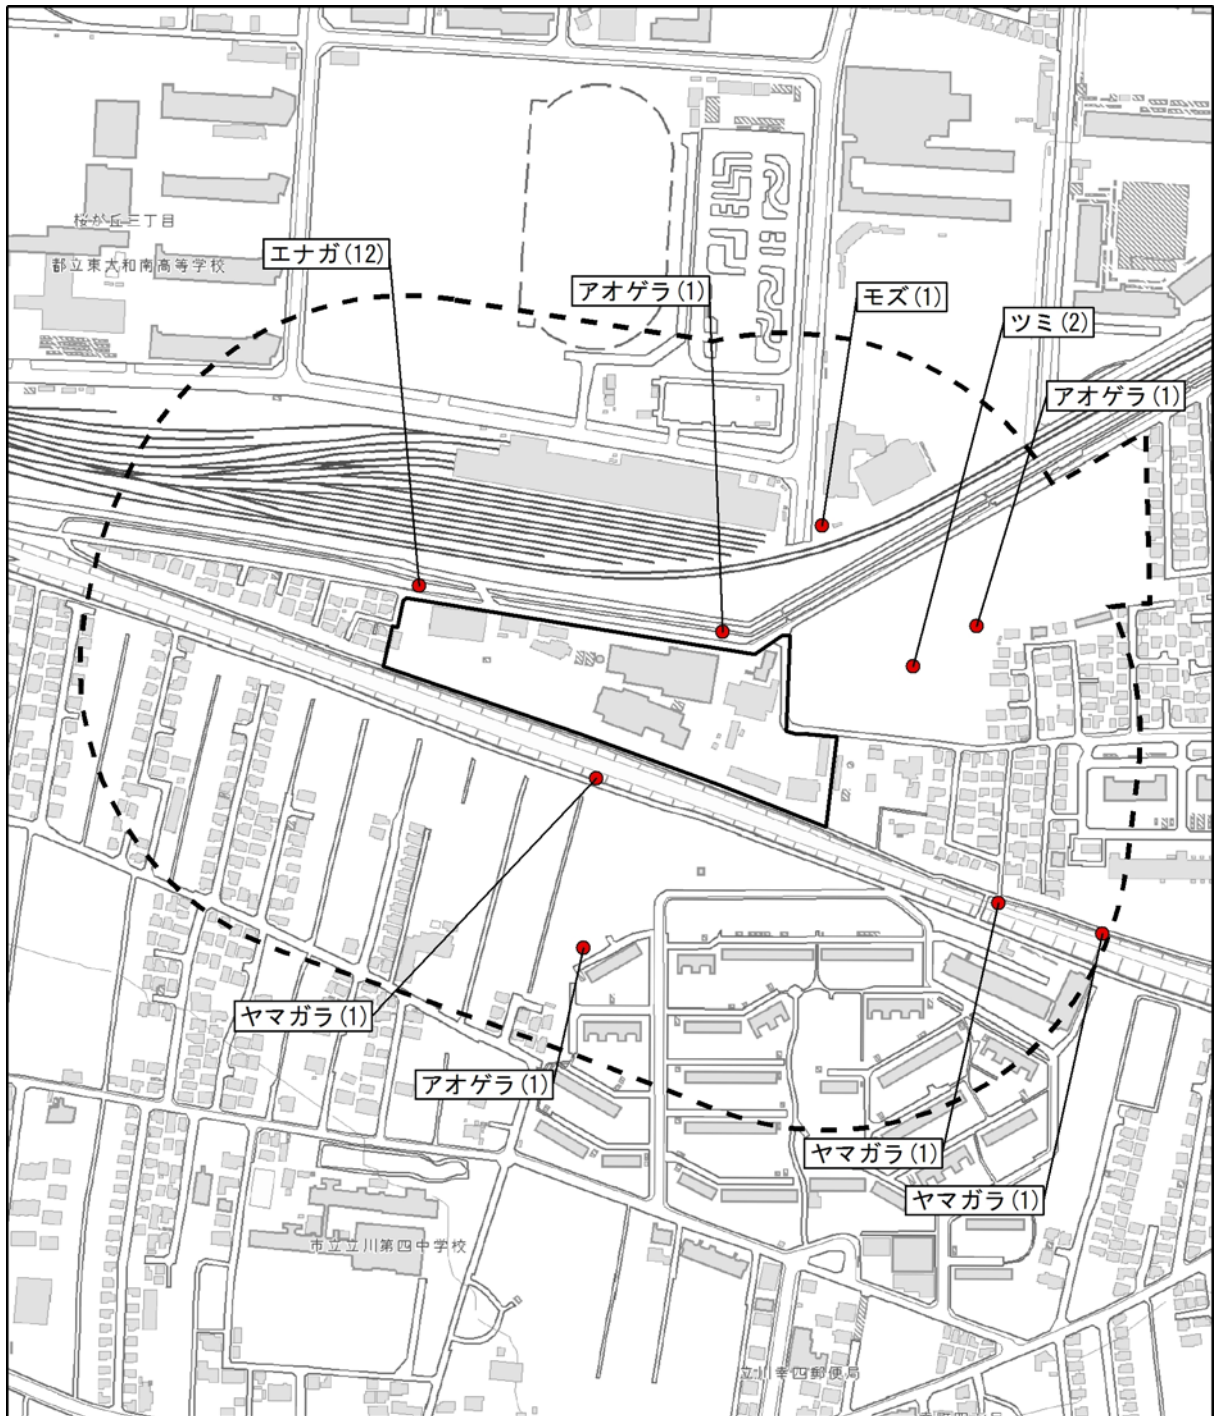 桜が丘三丁目
エナガ(12)
都立東大和南高等学校
アオゲラ(1)
モズ(1)
ツミ(2)
アオゲラ(1)
ヤマガラ(1)
アオゲラ(1)
ヤマガラ(1)
ヤマガラ(1)
市立立川第四中学校
立川幸四郵便局